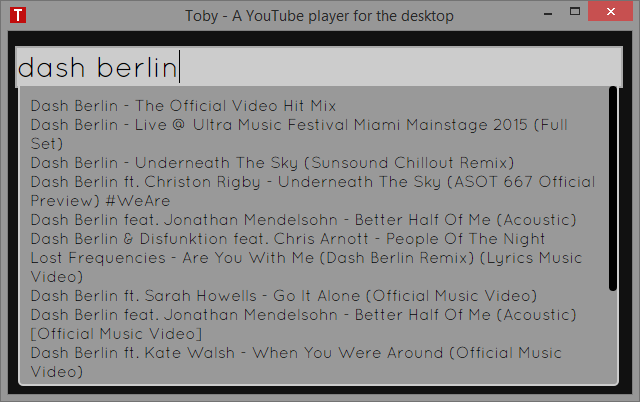 T Toby - A YouTube player for the desktop
dash berlin
Dash Berlin - The Official Video Hit Mix
Dash Berlin - Live @ Ultra Music Festival Miami Mainstage 2015 (Full
Set)
Dash Berlin - Underneath The Sky (Sunsound Chillout Remix)
Dash Berlin ft. Christon Rigby - Underneath The Sky (ASOT 667 Official
Preview) #WeAre
Dash Berlin feat. Jonathan Mendelsohn - Better Half Of Me (Acoustic)
Dash Berlin & Disfunktion feat. Chris Arnott - People Of The Night
Lost Frequencies - Are You With Me (Dash Berlin Remix) (Lyrics Music
Video)
Dash Berlin ft. Sarah Howells - Go It Alone (Official Music Video)
Dash Berlin feat. Jonathan Mendelsohn - Better Half Of Me (Acoustic)
[Official Music Video]
Dash Berlin ft. Kate Walsh - When You Were Around (Official Music
Video)